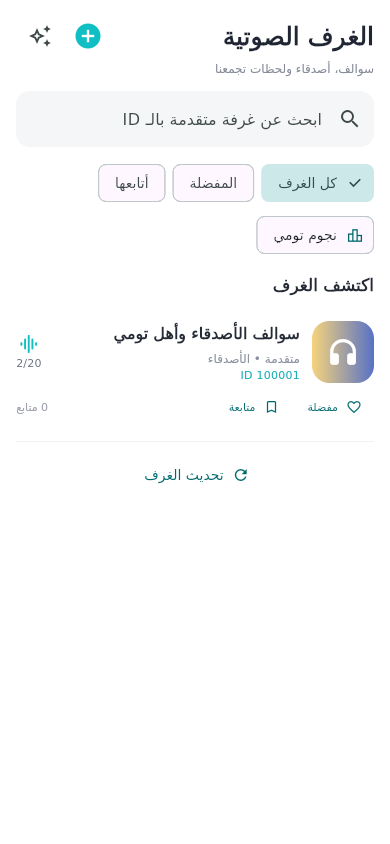 الغرف الصوتية
سوالف، أصدقاء ولحظات تجمعنا
ابحث عن غرفة متقدمة بالـ ID
كل الغرف
المفضلة
أتابعها
نجوم تومي
اكتشف الغرف
سوالف الأصدقاء وأهل تومي
متقدمة • الأصدقاء
ID 100001
2/20
مفضلة
متابعة
0 متابع
تحديث الغرف